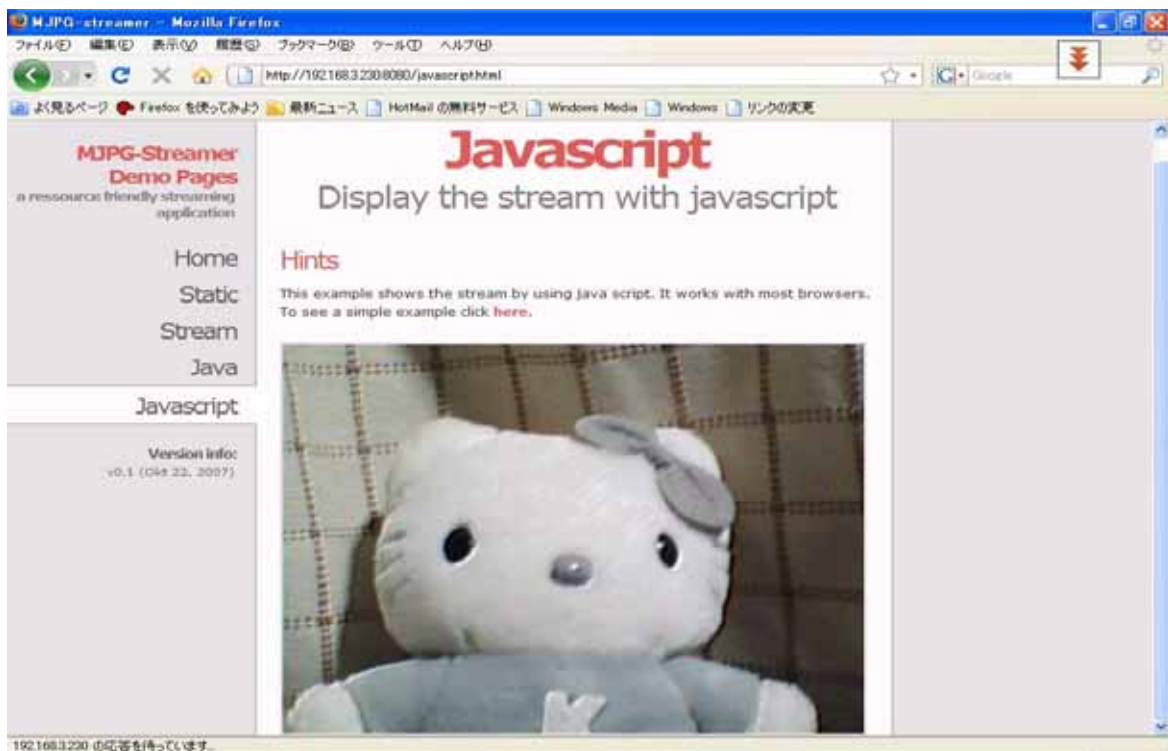 MJPG-streamer - Mozilla Firefox
ファイル(F) 編集(E) 表示(V) 履歴(S) ブックマーク(B) ツール(T) ヘルプ(H)
http://192.168.3.230:8080/javascript.html
Google
よく見るページ Firefox を使ってみよう 最新ニュース HotMail の無料サービス Windows Media Windows リンクの変更
MJPG-Streamer
Demo Pages
a ressource friendly streaming
application
Home
Static
Stream
Java
Javascript
Version info:
v0.1 (Okt 22, 2007)
Javascript
Display the stream with javascript
Hints
This example shows the stream by using java script. It works with most browsers.
To see a simple example click here.
K
192.168.3.230 の応答を待っています...